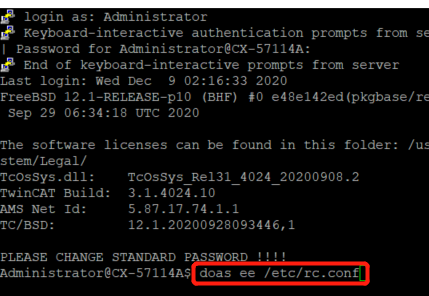 login as: Administrator
Keyboard-interactive authentication prompts from se
| Password for Administrator@CX-57114A:
End of keyboard-interactive prompts from server
Last login: Wed Dec  9 02:16:33 2020
FreeBSD 12.1-RELEASE-p10 (BHF) #0 e48e142ed(pkgbase/re
Sep 29 06:34:18 UTC 2020
The software licenses can be found in this folder: /us
stem/Legal/
TcOsSys.dll:    TcOsSys_Rel31_4024_20200908.2
TwinCAT Build:  3.1.4024.10
AMS Net Id:     5.87.17.74.1.1
TC/BSD:         12.1.20200928093446,1
PLEASE CHANGE STANDARD PASSWORD !!!!
Administrator@CX-57114A$ doas ee /etc/rc.conf